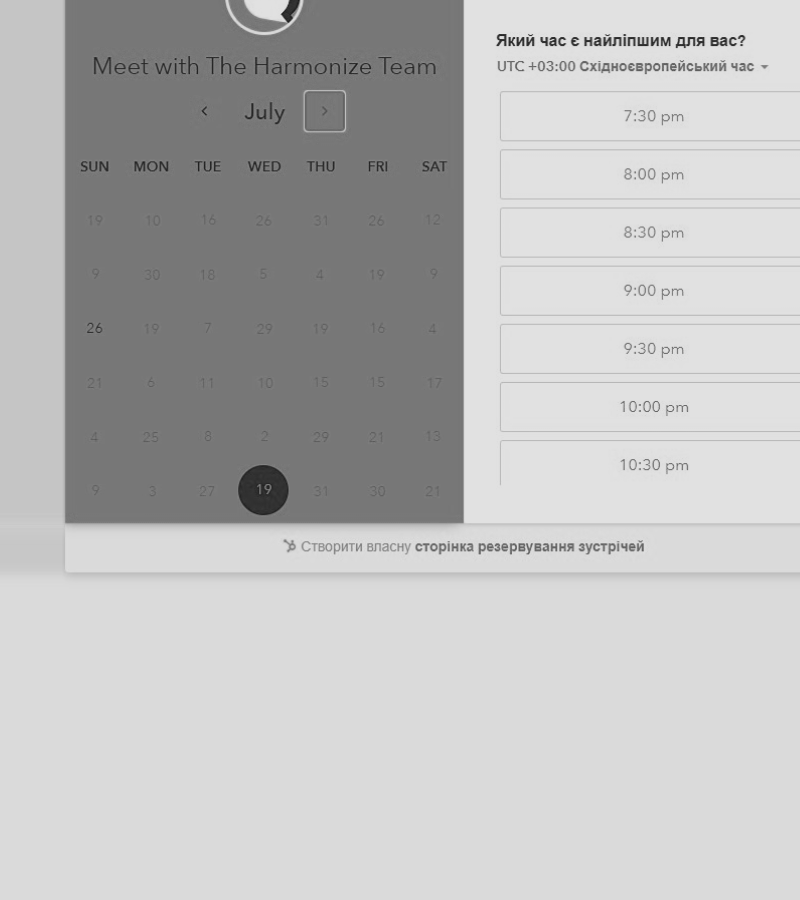 Meet with The Harmonize Team
July
SUN MON TUE WED THU FRI SAT
19 10 16 26 31 26 12
9 30 18 5 4 19 9
26 19 7 29 19 16 4
21 6 11 10 15 15 17
4 25 8 2 29 21 13
9 3 27 19 31 30 21
Який час є найліпшим для вас?
UTC +03:00 Східноєвропейський час
7:30 pm
8:00 pm
8:30 pm
9:00 pm
9:30 pm
10:00 pm
10:30 pm
Створити власну сторінка резервування зустрічей